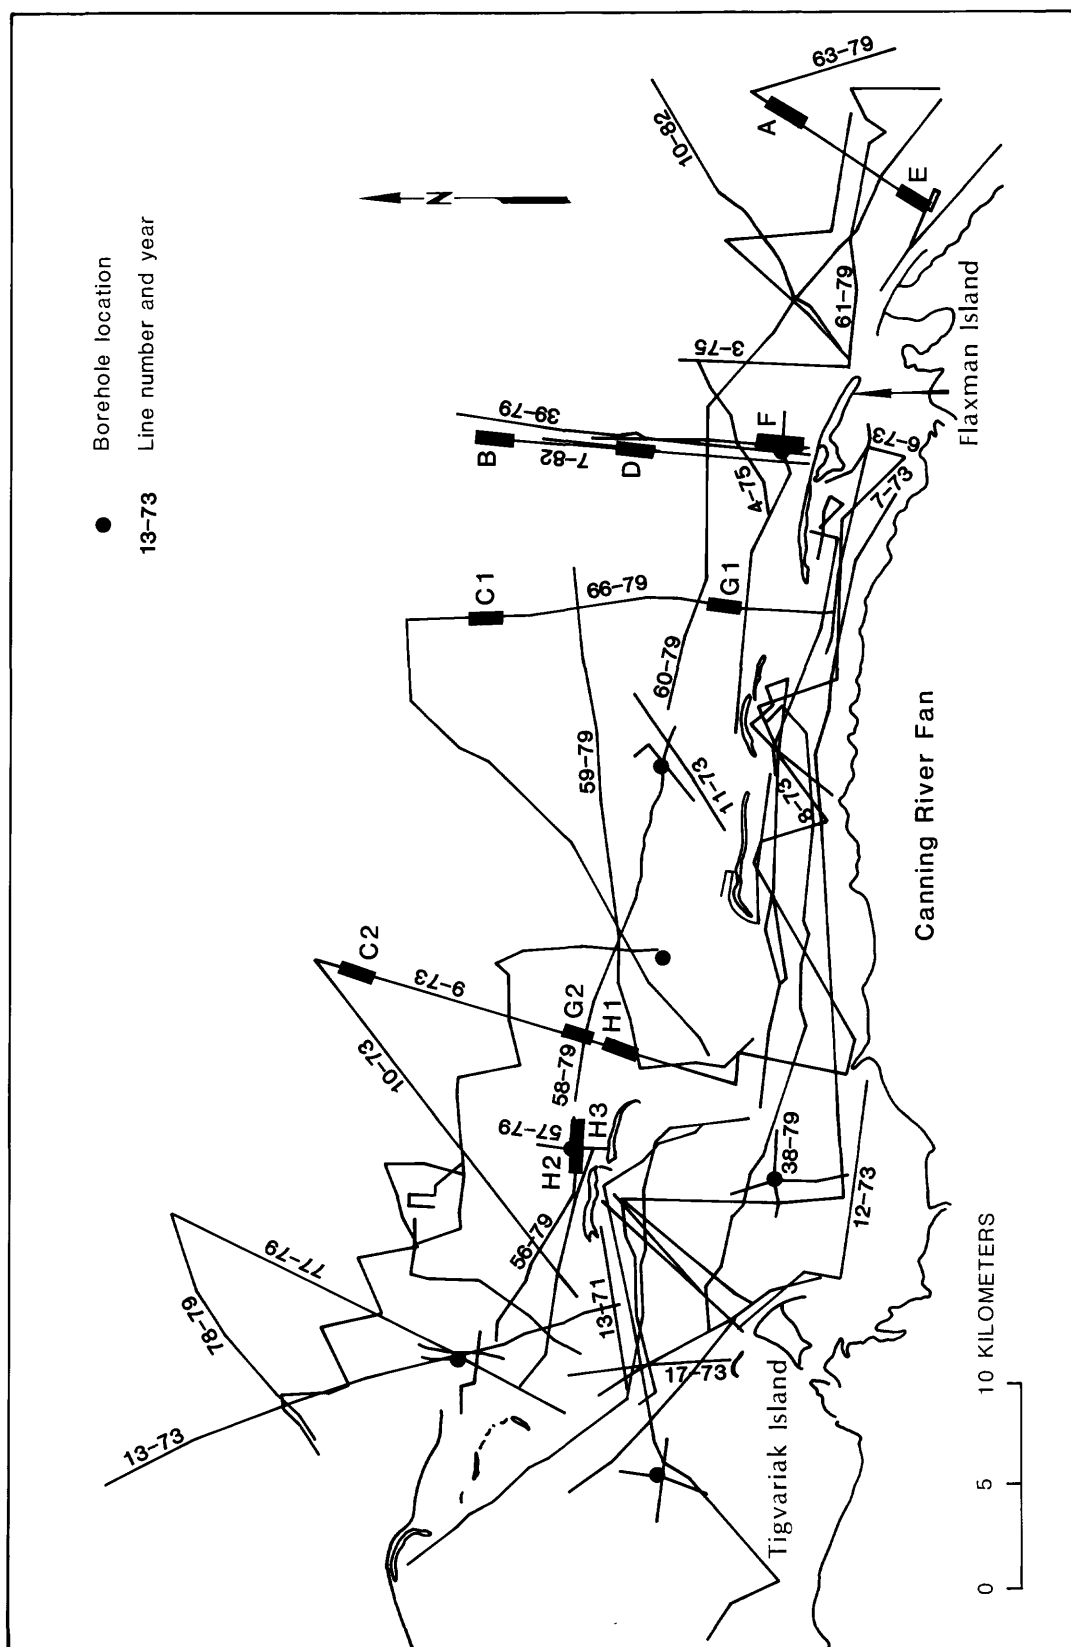 ● Borehole location
13-73 Line number and year
N
63-79
A
E
10-82
61-79
3-75
Flaxman Island
39-79
B
7-82
D
F
4-75
6-73
7-73
C1
66-79
G1
60-79
59-79
11-73
8-73
Canning River Fan
C2
9-73
G2
H1
58-79
10-73
57-79
H3
H2
56-79
38-79
12-73
77-79
78-79
13-71
17-73
13-73
Tigvariak Island
0 5 10 KILOMETERS